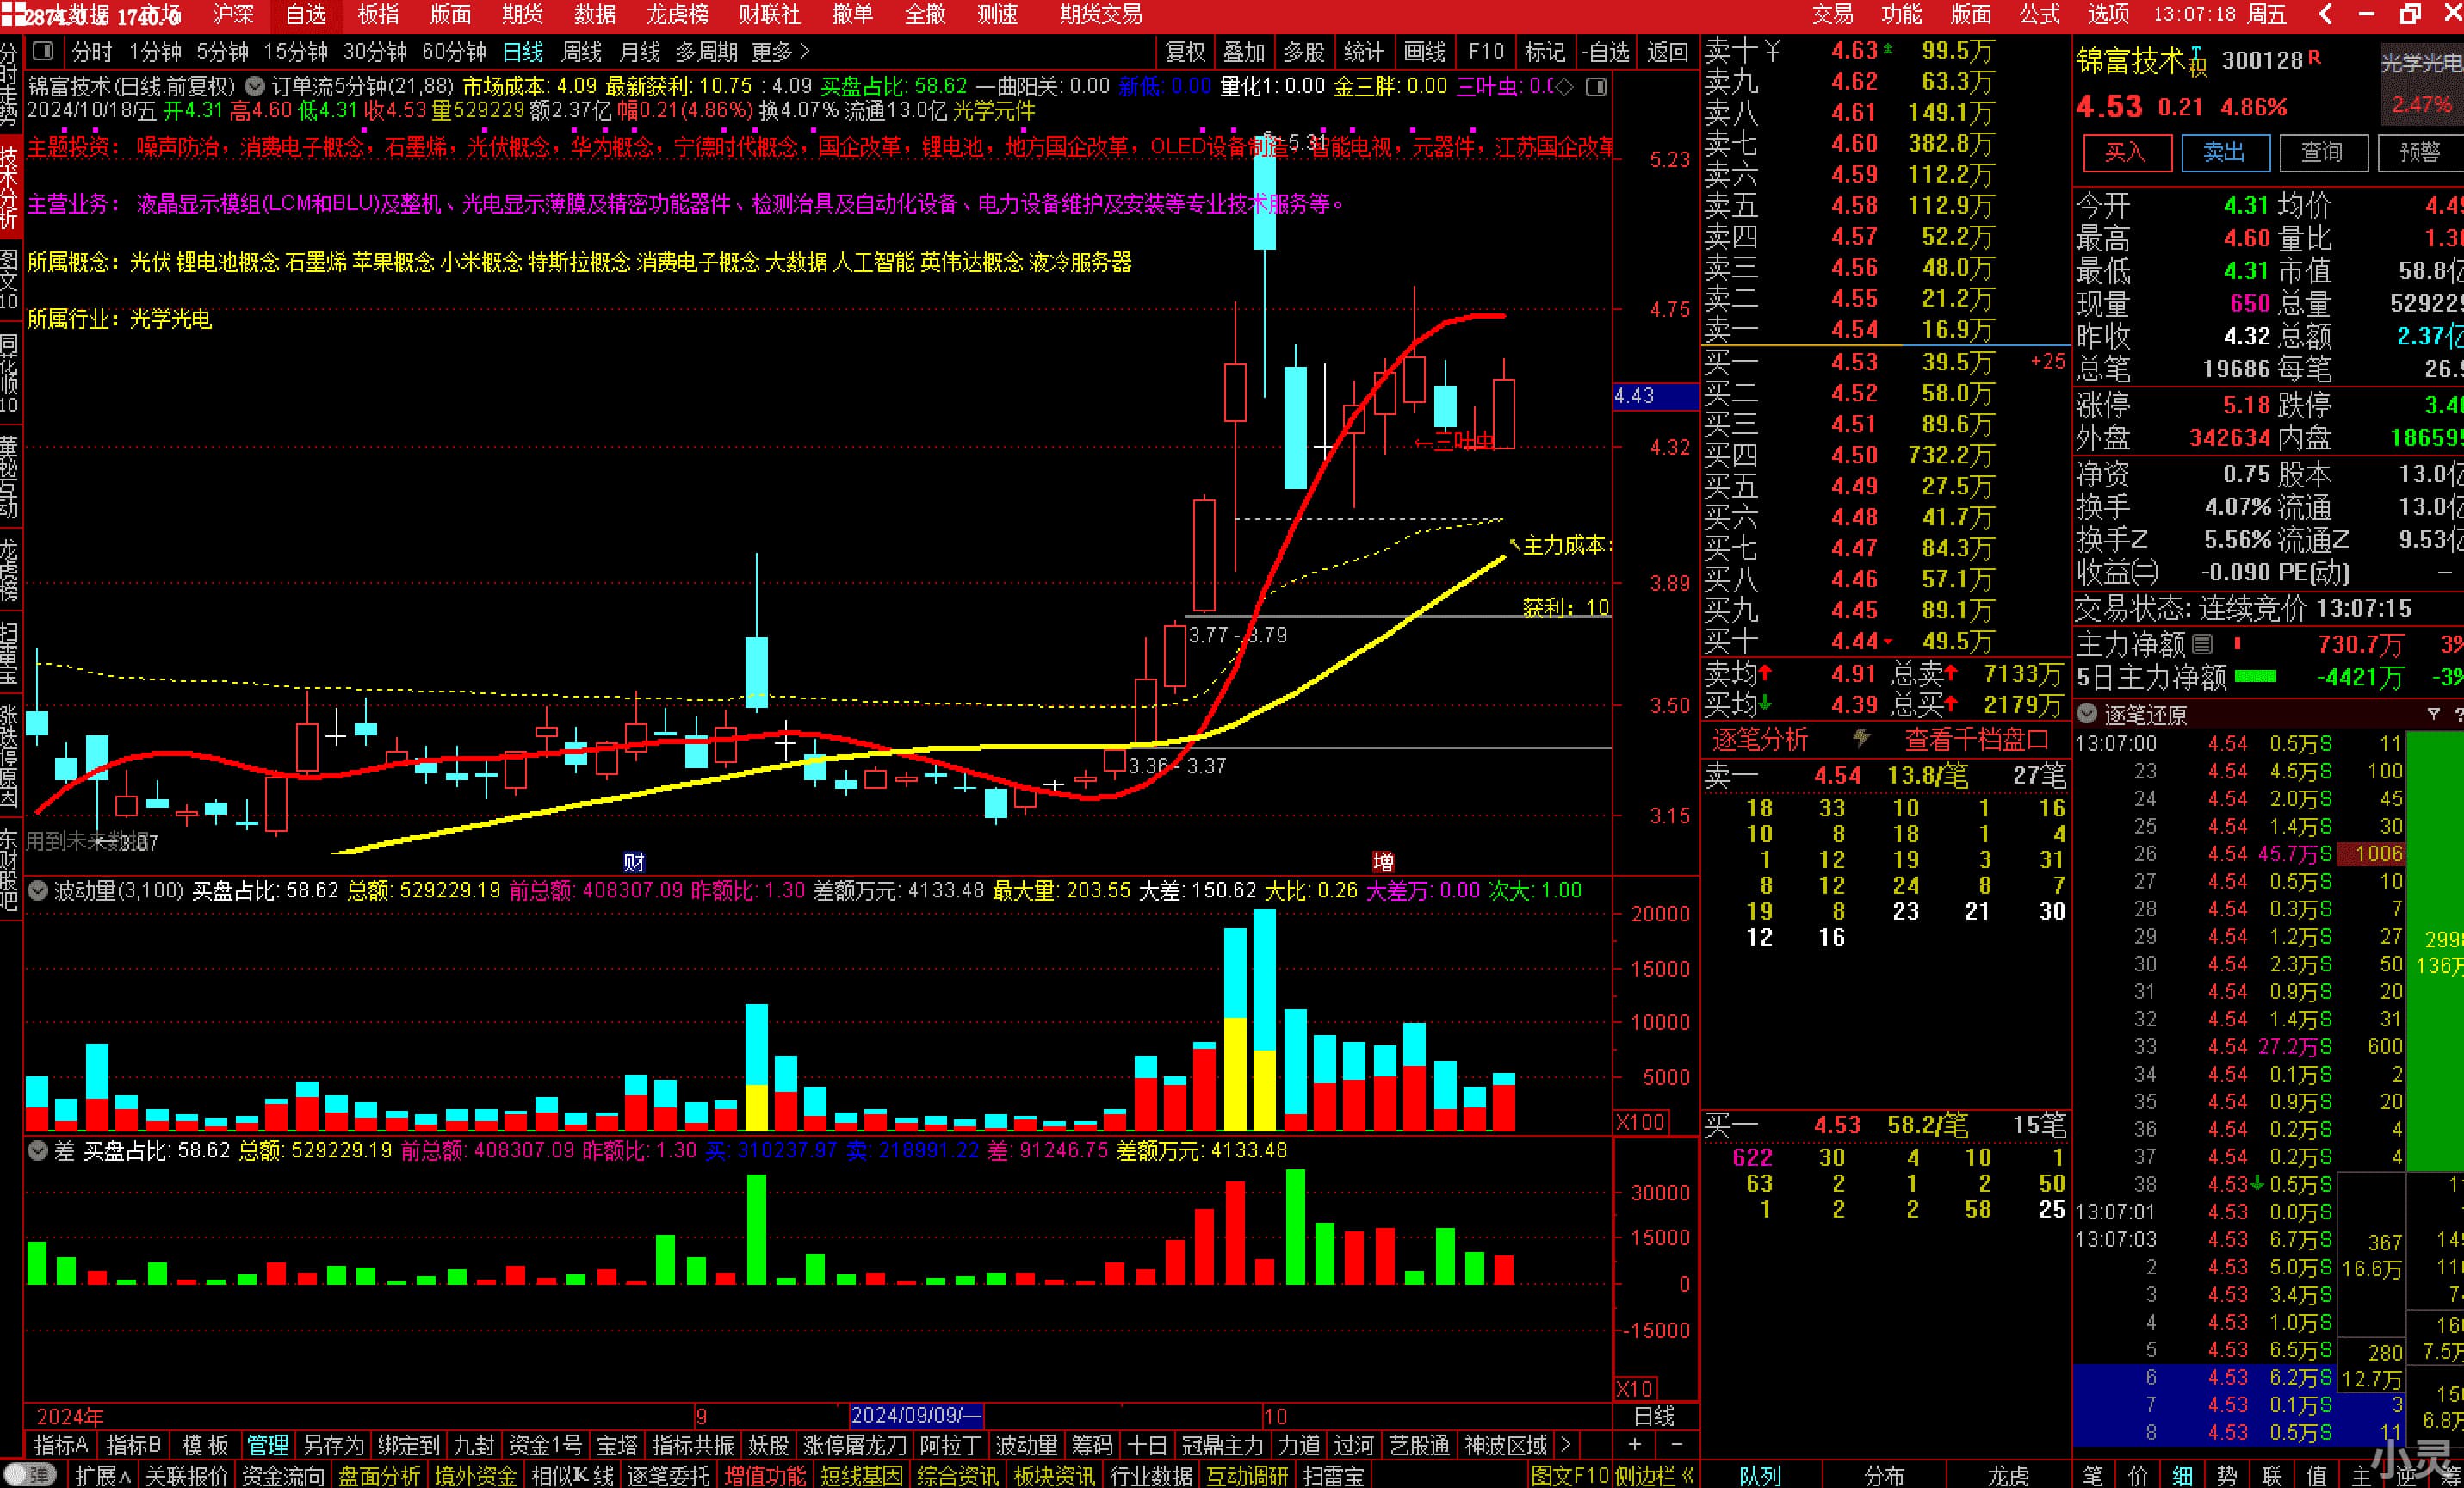 2874.0 x 1740.0
沪深 自选 板指 版面 期货 数据 龙虎榜 财联社 撤单 全撤 测速 期货交易 交易 功能 版面 公式 选项 13:07:18 周五
分时 1分钟 5分钟 15分钟 30分钟 60分钟 日线 周线 月线 多周期 更多 >
复权 叠加 多股 统计 画线 F10 标记 -自选 返回
锦富技术(日线.前复权) 订单流5分钟(21,88) 市场成本: 4.09 最新获利: 10.75 : 4.09 买盘占比: 58.62 一曲阳关: 0.00 新低: 0.00 量化1: 0.00 金三胖: 0.00 三叶虫: 0.0
2024/10/18/五 开4.31 高4.60 低4.31 收4.53 量529229 额2.37亿 幅0.21(4.86%) 换4.07% 流通13.0亿 光学元件
主题投资: 噪声防治，消费电子概念，石墨烯，光伏概念，华为概念，宁德时代概念，国企改革，锂电池，地方国企改革，OLED设备制造，智能电视，元器件，江苏国企改革
5.31
主营业务: 液晶显示模组(LCM和BLU)及整机、光电显示薄膜及精密功能器件、检测治具及自动化设备、电力设备维护及安装等专业技术服务等。
所属概念: 光伏 锂电池概念 石墨烯 苹果概念 小米概念 特斯拉概念 消费电子概念 大数据 人工智能 英伟达概念 液冷服务器
所属行业: 光学光电
←三叶虫
主力成本:
获利: 10
3.77 - 3.79
3.36 - 3.37
用到未来数据
3.07
财
增
5.23
4.75
4.43
4.32
3.89
3.50
3.15
波动量(3,100) 买盘占比: 58.62 总额: 529229.19 前总额: 408307.09 昨额比: 1.30 差额万元: 4133.48 最大量: 203.55 大差: 150.62 大比: 0.26 大差万: 0.00 次大: 1.00
20000
15000
10000
5000
X100
差 买盘占比: 58.62 总额: 529229.19 前总额: 408307.09 昨额比: 1.30 买: 310237.97 卖: 218991.22 差: 91246.75 差额万元: 4133.48
30000
15000
0
-15000
X10
2024年 9 2024/09/09/一 10 日线
指标A 指标B 模板 管理 另存为 绑定到 九封 资金1号 宝塔 指标共振 妖股 涨停屠龙刀 阿拉丁 波动量 筹码 十日 冠鼎主力 力道 过河 艺股通 神波区域 > + -
弹 扩展∧ 关联报价 资金流向 盘面分析 境外资金 相似K线 逐笔委托 增值功能 短线基因 综合资讯 板块资讯 行业数据 互动调研 扫雷宝 图文F10 侧边栏《
技术分析
图文10
同花顺10
龙虎榜
扫雷宝
涨跌停原因
东财股吧
卖十 4.63 99.5万
卖九 4.62 63.3万
卖八 4.61 149.1万
卖七 4.60 382.8万
卖六 4.59 112.2万
卖五 4.58 112.9万
卖四 4.57 52.2万
卖三 4.56 48.0万
卖二 4.55 21.2万
卖一 4.54 16.9万
买一 4.53 39.5万 +25
买二 4.52 58.0万
买三 4.51 89.6万
买四 4.50 732.2万
买五 4.49 27.5万
买六 4.48 41.7万
买七 4.47 84.3万
买八 4.46 57.1万
买九 4.45 89.1万
买十 4.44 49.5万
卖均↑ 4.91 总卖↑ 7133万
买均↓ 4.39 总买↑ 2179万
逐笔分析 查看千档盘口
卖一 4.54 13.8/笔 27笔
18 33 10 1 16
10 8 18 1 4
1 12 19 3 31
8 12 24 8 7
19 8 23 21 30
12 16
买一 4.53 58.2/笔 15笔
622 30 4 10 1
63 2 1 2 50
1 2 2 58 25
队列 分布 龙虎
锦富技术 300128 R 光学光电
4.53 0.21 4.86% 2.47%
买入 卖出 查询 预警
今开 4.31 均价
最高 4.60 量比
最低 4.31 市值 58.8亿
现量 650 总量 529229
昨收 4.32 总额 2.37亿
总笔 19686 每笔 26.9
涨停 5.18 跌停
外盘 342634 内盘 186595
净资 0.75 股本 13.0亿
换手 4.07% 流通 13.0亿
换手Z 5.56% 流通Z 9.53亿
收益㈢ -0.090 PE(动) —
交易状态: 连续竞价 13:07:15
主力净额 730.7万 3%
5日主力净额 -4421万 -3%
逐笔还原
13:07:00 4.54 0.5万S 11
23 4.54 4.5万S 100
24 4.54 2.0万S 45
25 4.54 1.4万S 30
26 4.54 45.7万S 1006
27 4.54 0.5万S 10
28 4.54 0.3万S 7
29 4.54 1.2万S 27
30 4.54 2.3万S 50
31 4.54 0.9万S 20
32 4.54 1.4万S 31
33 4.54 27.2万S 600
34 4.54 0.1万S 2
35 4.54 0.9万S 20
36 4.54 0.2万S 4
37 4.54 0.2万S 4
38 4.53↓ 0.5万S
13:07:01 4.53 0.0万S
13:07:03 4.53 6.7万S 367
2 4.53 5.0万S 16.6万
3 4.53 3.4万S
4 4.53 1.0万S
5 4.53 6.5万S 280
6 4.53 6.2万S 12.7万
7 4.53 0.1万S 3
8 4.53 0.5万S 11
136万
7.5万
6.8万
笔 价 细 势 联 值 主
小灵